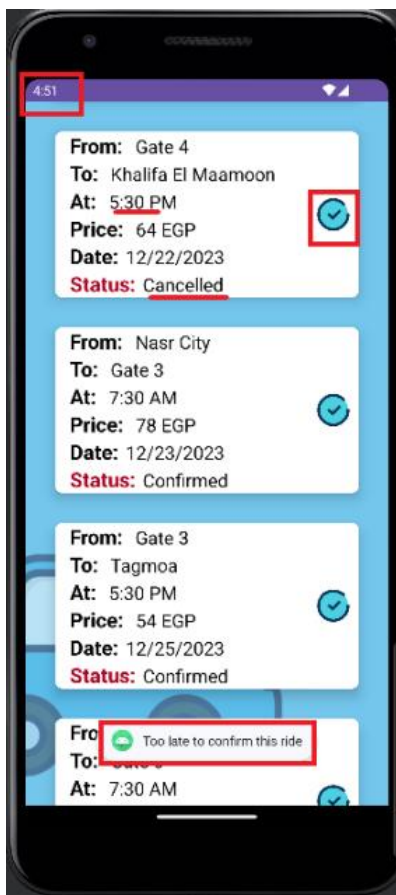 4:51
From: Gate 4
To: Khalifa El Maamoon
At: 5:30 PM
Price: 64 EGP
Date: 12/22/2023
Status: Cancelled
From: Nasr City
To: Gate 3
At: 7:30 AM
Price: 78 EGP
Date: 12/23/2023
Status: Confirmed
From: Gate 3
To: Tagmoa
At: 5:30 PM
Price: 54 EGP
Date: 12/25/2023
Status: Confirmed
Fro
Too late to confirm this ride
To:
At: 7:30 AM